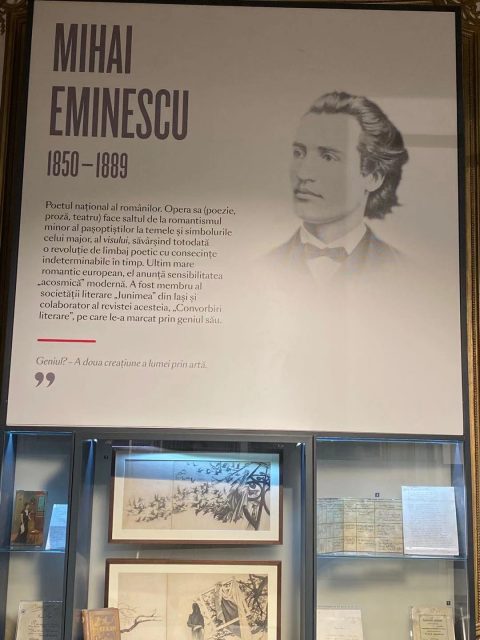 MIHAI
EMINESCU
1850–1889
Poetul național al românilor. Opera sa (poezie,
proză, teatru) face saltul de la romantismul
minor al pașoptiștilor la temele și simbolurile
celui major, al visului, săvârșind totodată
o revoluție de limbaj poetic cu consecințe
indeterminabile în timp. Ultim mare
romantic european, el anunță sensibilitatea
„acosmică” modernă. A fost membru al
societății literare „Junimea” din Iași și
colaborator al revistei acesteia, „Convorbiri
literare”, pe care le-a marcat prin geniul său.
Geniul? – A doua creațiune a lumei prin artă.
”